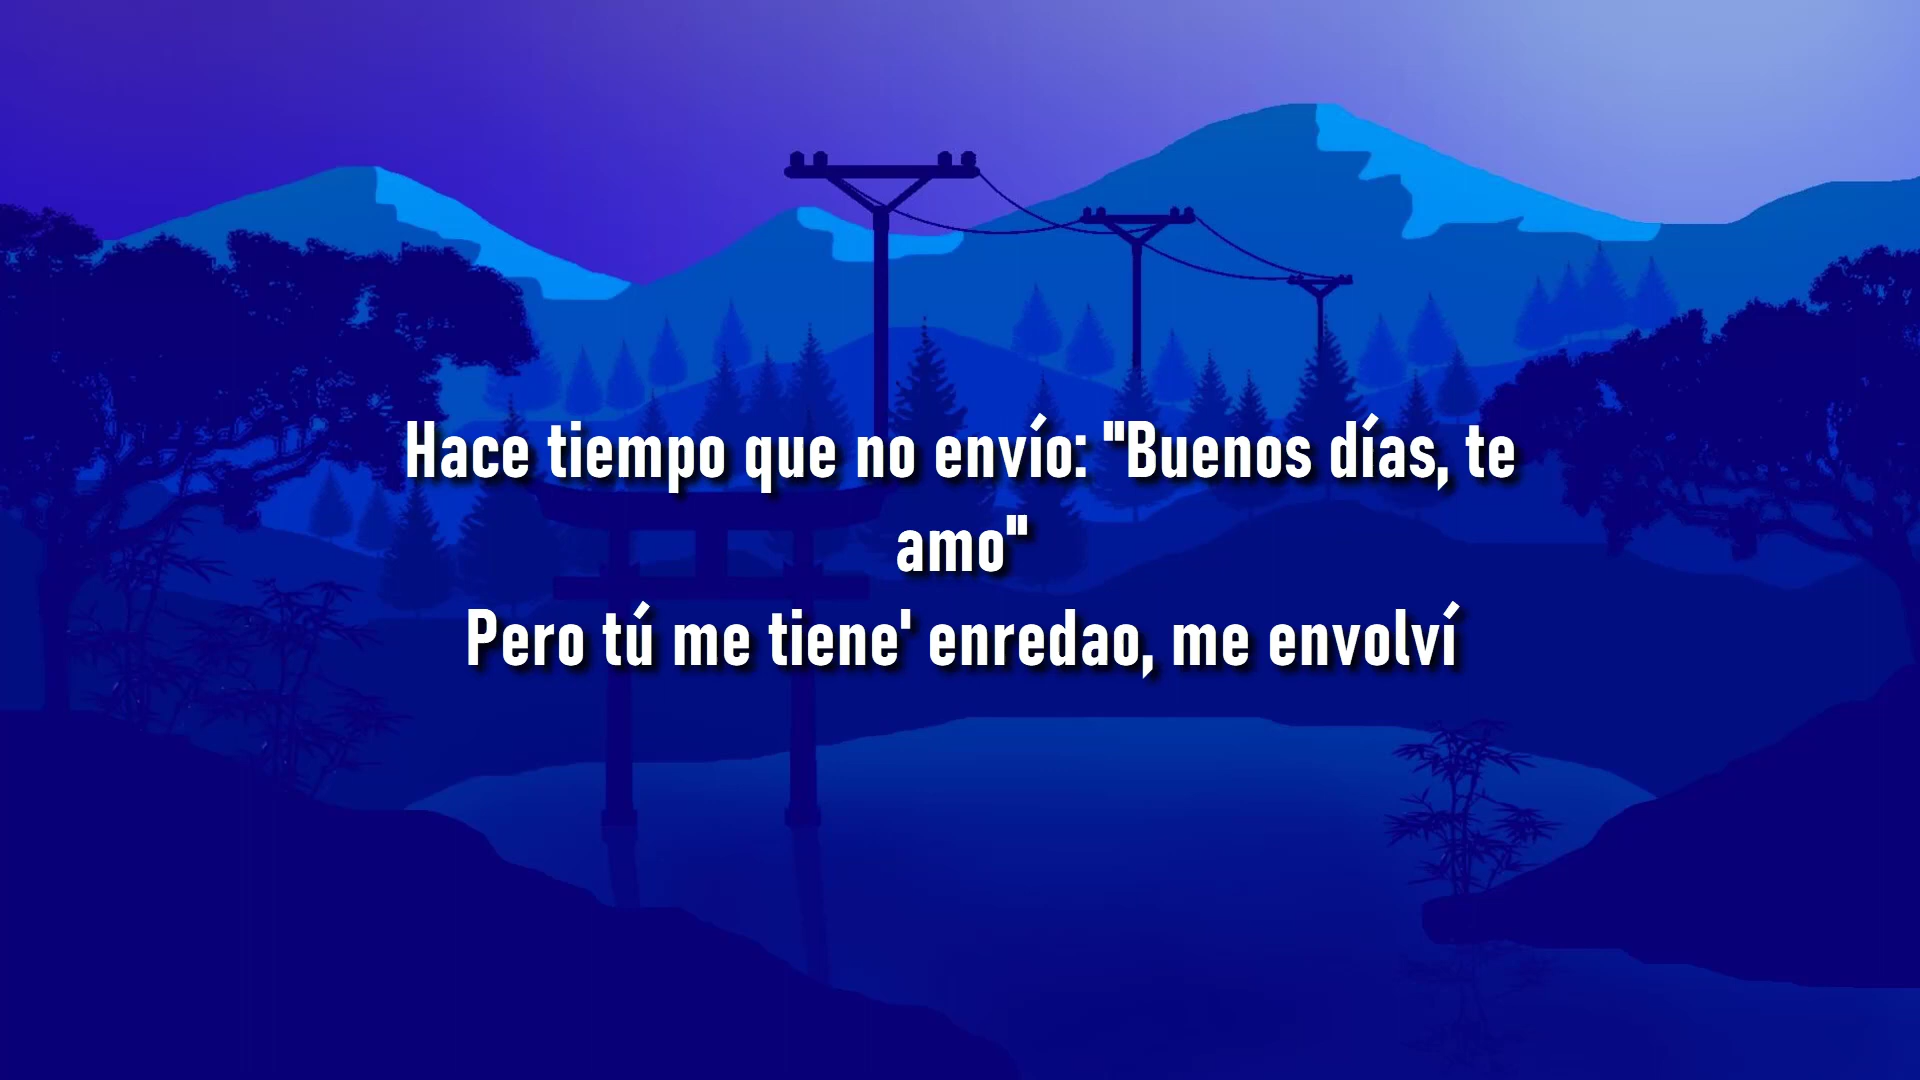 Hace tiempo que no envío: "Buenos días, te
amo"
Pero tú me tiene' enredao, me envolví